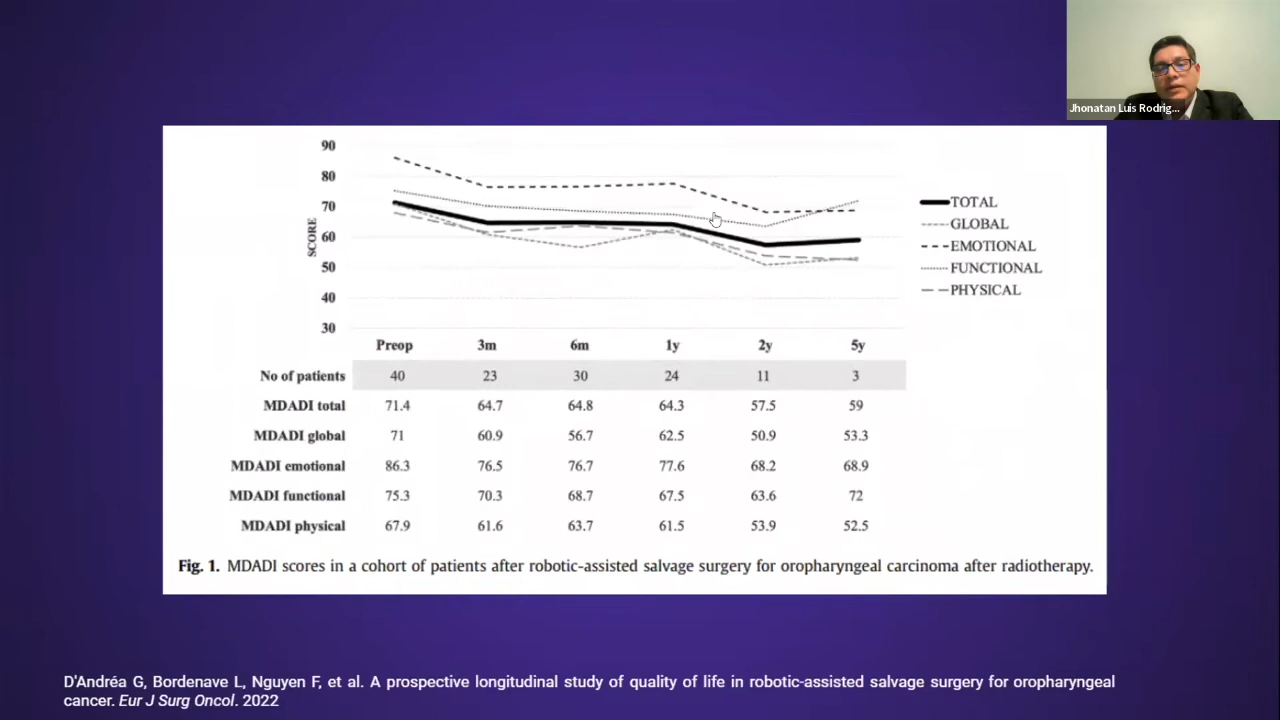 Jhonatan Luis Rodrig...
90
80
70
60
50
40
30
SCORE
TOTAL
GLOBAL
EMOTIONAL
FUNCTIONAL
PHYSICAL
Preop 3m 6m 1y 2y 5y
No of patients 40 23 30 24 11 3
MDADI total 71.4 64.7 64.8 64.3 57.5 59
MDADI global 71 60.9 56.7 62.5 50.9 53.3
MDADI emotional 86.3 76.5 76.7 77.6 68.2 68.9
MDADI functional 75.3 70.3 68.7 67.5 63.6 72
MDADI physical 67.9 61.6 63.7 61.5 53.9 52.5
Fig. 1. MDADI scores in a cohort of patients after robotic-assisted salvage surgery for oropharyngeal carcinoma after radiotherapy.
D'Andréa G, Bordenave L, Nguyen F, et al. A prospective longitudinal study of quality of life in robotic-assisted salvage surgery for oropharyngeal
cancer. Eur J Surg Oncol. 2022